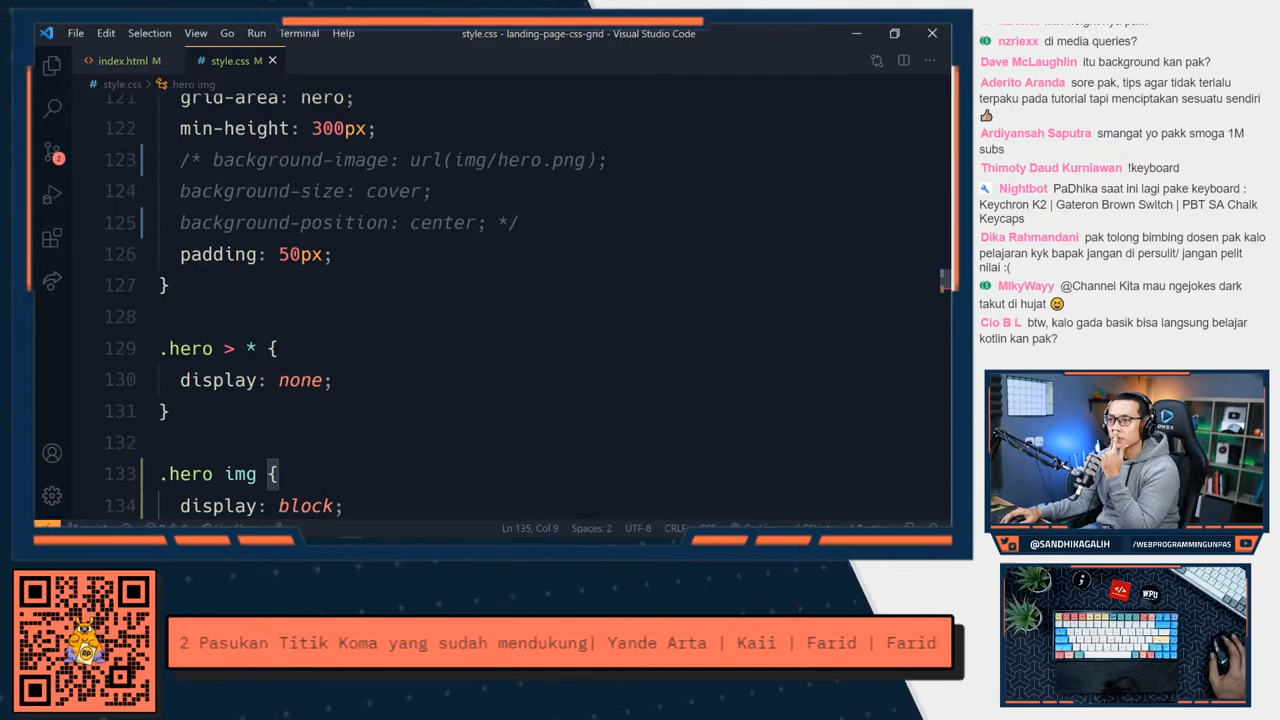 File Edit Selection View Go Run Terminal Help
style.css - landing-page-css-grid - Visual Studio Code
index.html M
style.css M
style.css > .hero img
121 grid-area: hero;
122 min-height: 300px;
123 /* background-image: url(img/hero.png);
124 background-size: cover;
125 background-position: center; */
126 padding: 50px;
127 }
128
129 .hero > * {
130 display: none;
131 }
132
133 .hero img {
134 display: block;
2
Ln 135, Col 9 Spaces: 2 UTF-8 CRLF
nzriexx di media queries?
Dave McLaughlin itu background kan pak?
Aderito Aranda sore pak, tips agar tidak terlalu
terpaku pada tutorial tapi menciptakan sesuatu sendiri
👍🏽
Ardiyansah Saputra smangat yo pakk smoga 1M
subs
Thimoty Daud Kurniawan !keyboard
Nightbot PaDhika saat ini lagi pake keyboard :
Keychron K2 | Gateron Brown Switch | PBT SA Chalk
Keycaps
Dika Rahmandani pak tolong bimbing dosen pak kalo
pelajaran kyk bapak jangan di persulit/ jangan pelit
nilai :(
MlkyWayy @Channel Kita mau ngejokes dark
takut di hujat 😆
Cio B L btw, kalo gada basik bisa langsung belajar
kotlin kan pak?
@SANDHIKAGALIH /WEBPROGRAMMINGUNPAS
</> WPU
2 Pasukan Titik Koma yang sudah mendukung| Yande Arta | Kaii | Farid | Farid